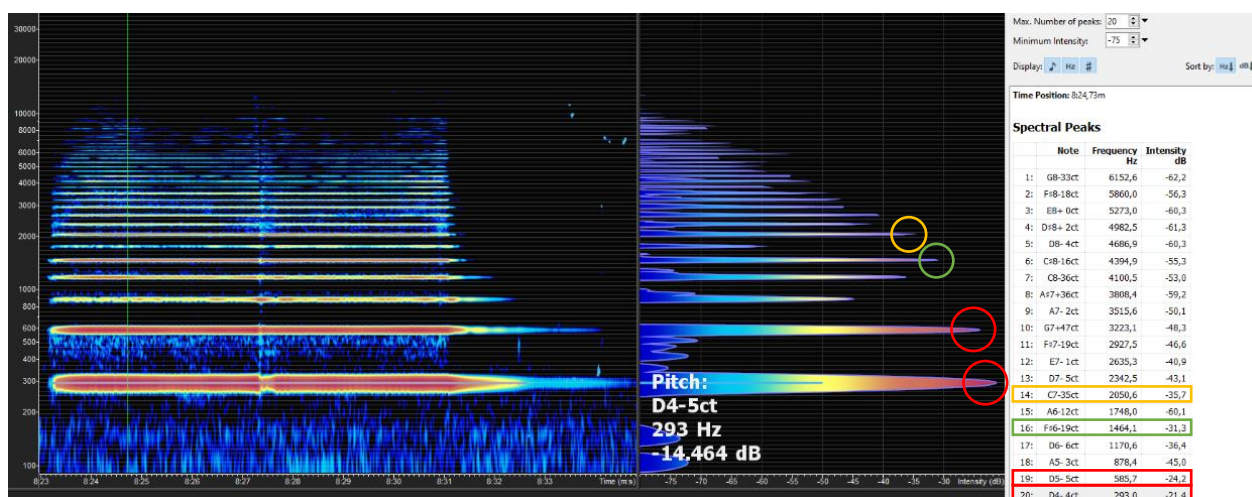 30000
20000
10000
8000
6000
5000
4000
3000
2000
1000
800
600
500
400
300
200
100
8:23 8:24 8:25 8:26 8:27 8:28 8:29 8:30 8:31 8:32 8:33 Time (m:s)
-75 -70 -65 -60 -55 -50 -45 -40 -35 -30 Intensity (dB)
Pitch:
D4-5ct
293 Hz
-14.464 dB
Max. Number of peaks: 20
Minimum Intensity: -75
Display: ♪ Hz # Sort by: Hz↓ dB↓
Time Position: 8:24,73m
Spectral Peaks
Note Frequency Hz Intensity dB
1: G8-33ct 6152,6 -62,2
2: F♯8-18ct 5860,0 -56,3
3: E8+ 0ct 5273,0 -60,3
4: D♯8+ 2ct 4982,5 -61,3
5: D8- 4ct 4686,9 -60,3
6: C♯8-16ct 4394,9 -55,3
7: C8-36ct 4100,5 -53,0
8: A♯7+36ct 3808,4 -59,2
9: A7- 2ct 3515,6 -50,1
10: G7+47ct 3223,1 -48,3
11: F♯7-19ct 2927,5 -46,6
12: E7- 1ct 2635,3 -40,9
13: D7- 5ct 2342,5 -43,1
14: C7-35ct 2050,6 -35,7
15: A6-12ct 1748,0 -60,1
16: F♯6-19ct 1464,1 -31,3
17: D6- 6ct 1170,6 -36,4
18: A5- 3ct 878,4 -45,0
19: D5- 5ct 585,7 -24,2
20: D4- 4ct 293,0 -21,4